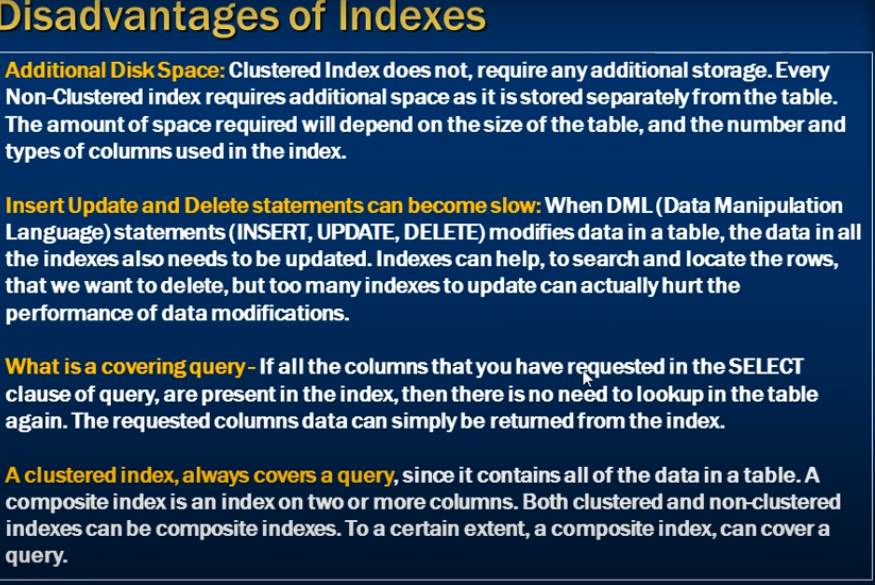 Disadvantages of Indexes
Additional Disk Space: Clustered Index does not, require any additional storage. Every
Non-Clustered index requires additional space as it is stored separately from the table.
The amount of space required will depend on the size of the table, and the number and
types of columns used in the index.
Insert Update and Delete statements can become slow: When DML (Data Manipulation
Language) statements (INSERT, UPDATE, DELETE) modifies data in a table, the data in all
the indexes also needs to be updated. Indexes can help, to search and locate the rows,
that we want to delete, but too many indexes to update can actually hurt the
performance of data modifications.
What is a covering query - If all the columns that you have requested in the SELECT
clause of query, are present in the index, then there is no need to lookup in the table
again. The requested columns data can simply be returned from the index.
A clustered index, always covers a query, since it contains all of the data in a table. A
composite index is an index on two or more columns. Both clustered and non-clustered
indexes can be composite indexes. To a certain extent, a composite index, can cover a
query.